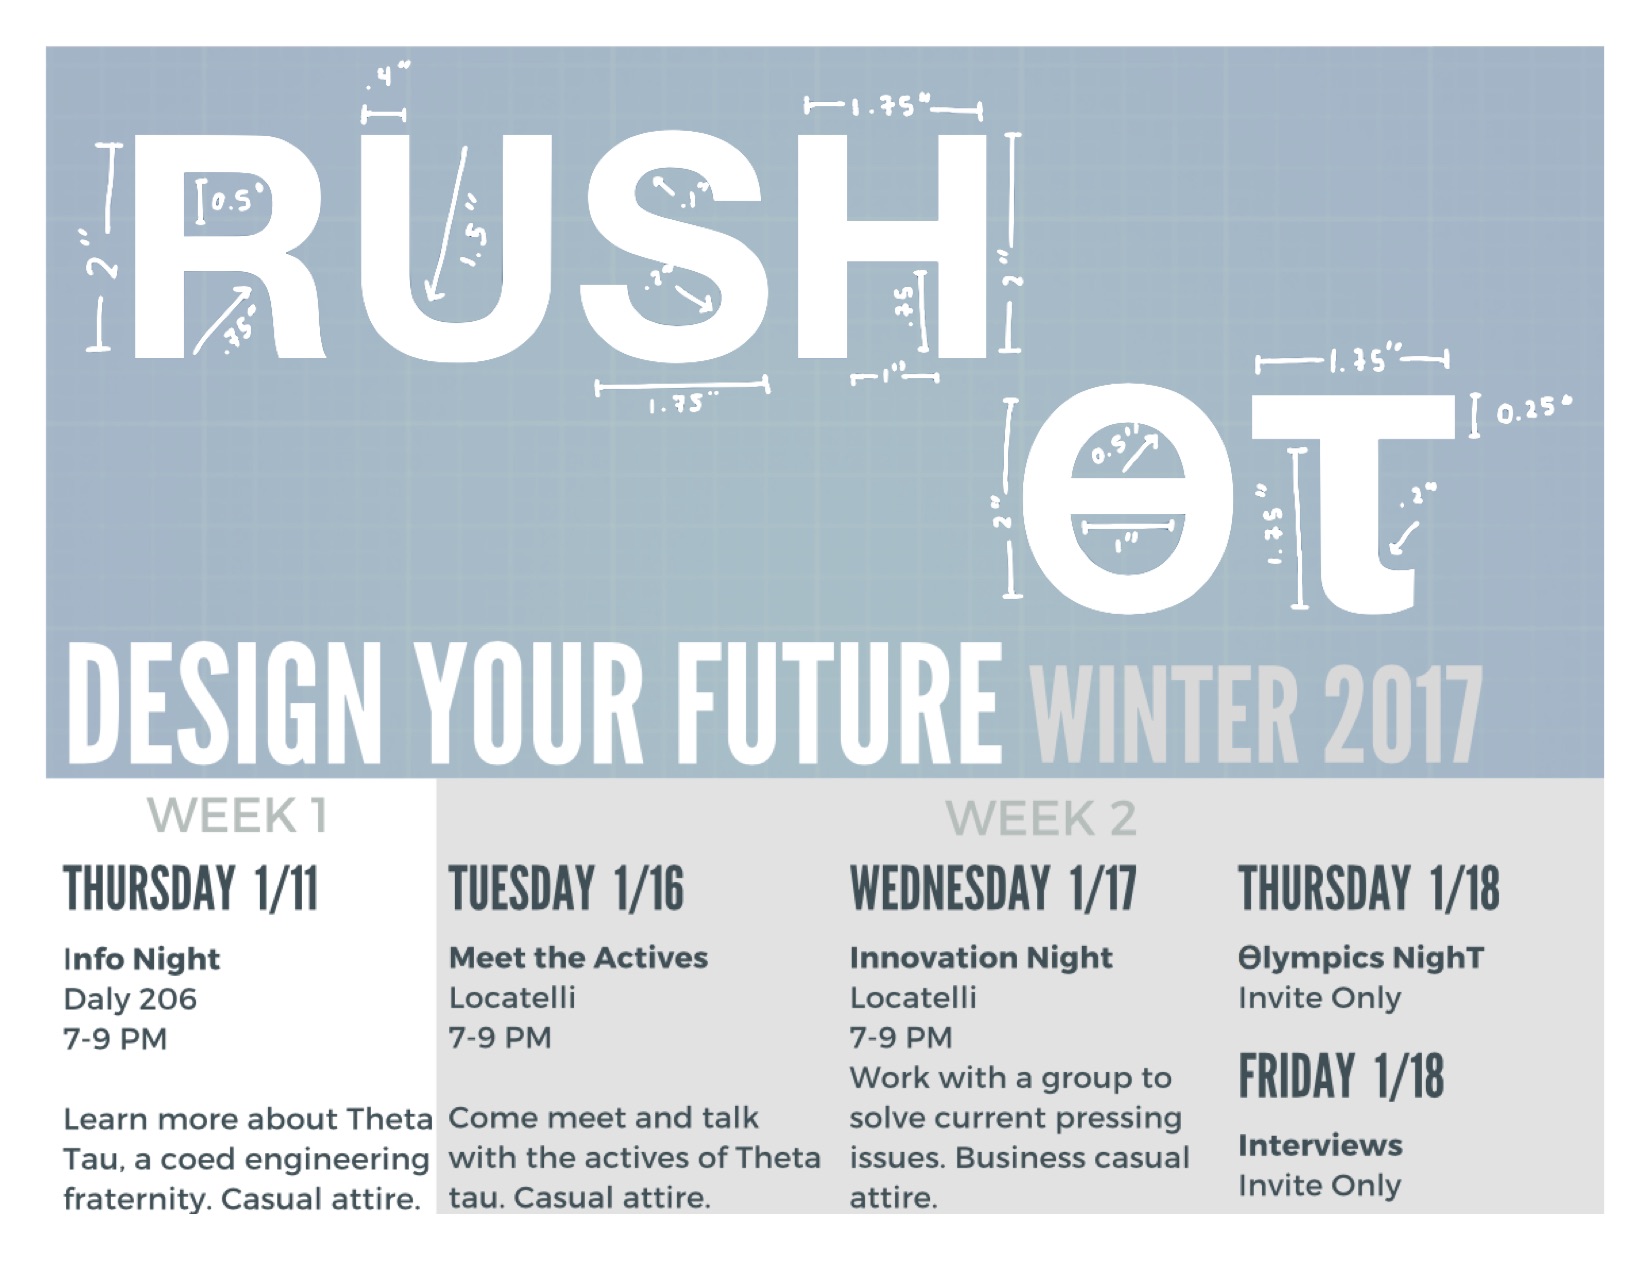 .4"
1.75"
RUSH
2"
0.5"
.75"
1.5"
.1"
.2"
.75
2"
1"
1.75"
1.75"
0.25"
ϴτ
2"
0.5"
1"
1.75"
.2"
DESIGN YOUR FUTURE WINTER 2017
WEEK 1
THURSDAY 1/11
Info Night
Daly 206
7-9 PM
Learn more about Theta
Tau, a coed engineering
fraternity. Casual attire.
WEEK 2
TUESDAY 1/16
Meet the Actives
Locatelli
7-9 PM
Come meet and talk
with the actives of Theta
tau. Casual attire.
WEDNESDAY 1/17
Innovation Night
Locatelli
7-9 PM
Work with a group to
solve current pressing
issues. Business casual
attire.
THURSDAY 1/18
ϴlympics NighT
Invite Only
FRIDAY 1/18
Interviews
Invite Only